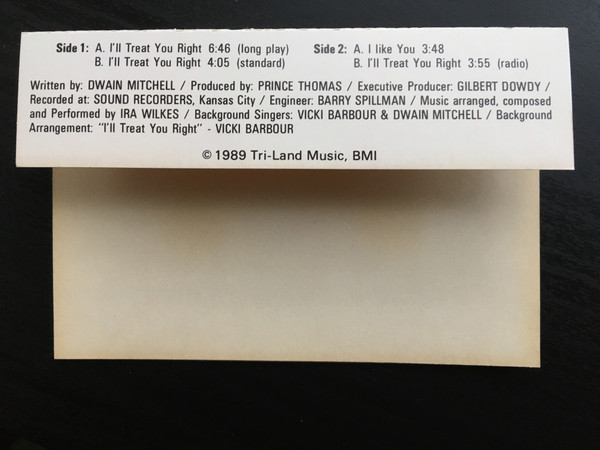 Side 1: A. I'll Treat You Right 6:46 (long play) Side 2: A. I like You 3:48
B. I'll Treat You Right 4:05 (standard) B. I'll Treat You Right 3:55 (radio)
Written by: DWAIN MITCHELL / Produced by: PRINCE THOMAS / Executive Producer: GILBERT DOWDY /
Recorded at: SOUND RECORDERS, Kansas City / Engineer: BARRY SPILLMAN / Music arranged, composed
and Performed by IRA WILKES / Background Singers: VICKI BARBOUR & DWAIN MITCHELL / Background
Arrangement: "I'll Treat You Right" - VICKI BARBOUR
© 1989 Tri-Land Music, BMI